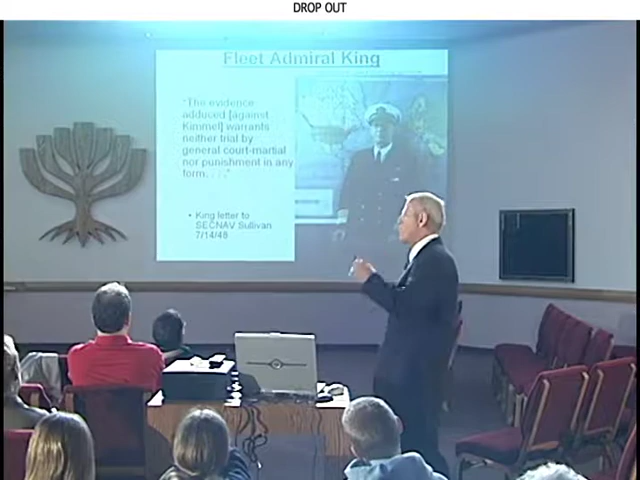 DROP OUT
Fleet Admiral King
"The evidence
adduced [against
Kimmel] warrants
neither trial by
general court-martial
nor punishment in any
form. . . ."
• King letter to
SECNAV Sullivan
7/14/48